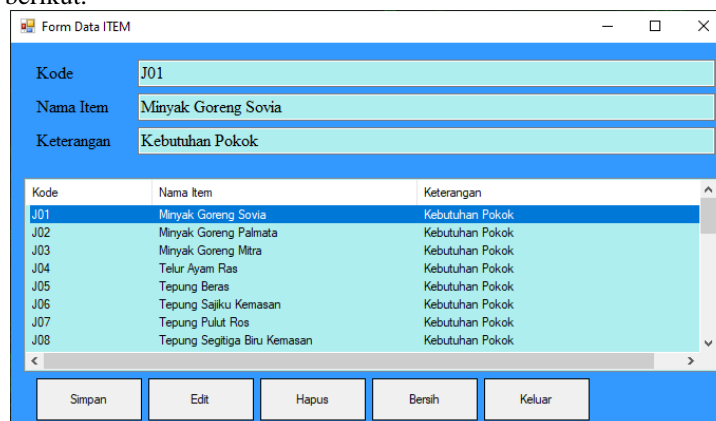 berikut.
Form Data ITEM
Kode J01
Nama Item Minyak Goreng Sovia
Keterangan Kebutuhan Pokok
Kode Nama Item Keterangan
J01 Minyak Goreng Sovia Kebutuhan Pokok
J02 Minyak Goreng Palmata Kebutuhan Pokok
J03 Minyak Goreng Mitra Kebutuhan Pokok
J04 Telur Ayam Ras Kebutuhan Pokok
J05 Tepung Beras Kebutuhan Pokok
J06 Tepung Sajiku Kemasan Kebutuhan Pokok
J07 Tepung Pulut Ros Kebutuhan Pokok
J08 Tepung Segitiga Biru Kemasan Kebutuhan Pokok
Simpan Edit Hapus Bersih Keluar